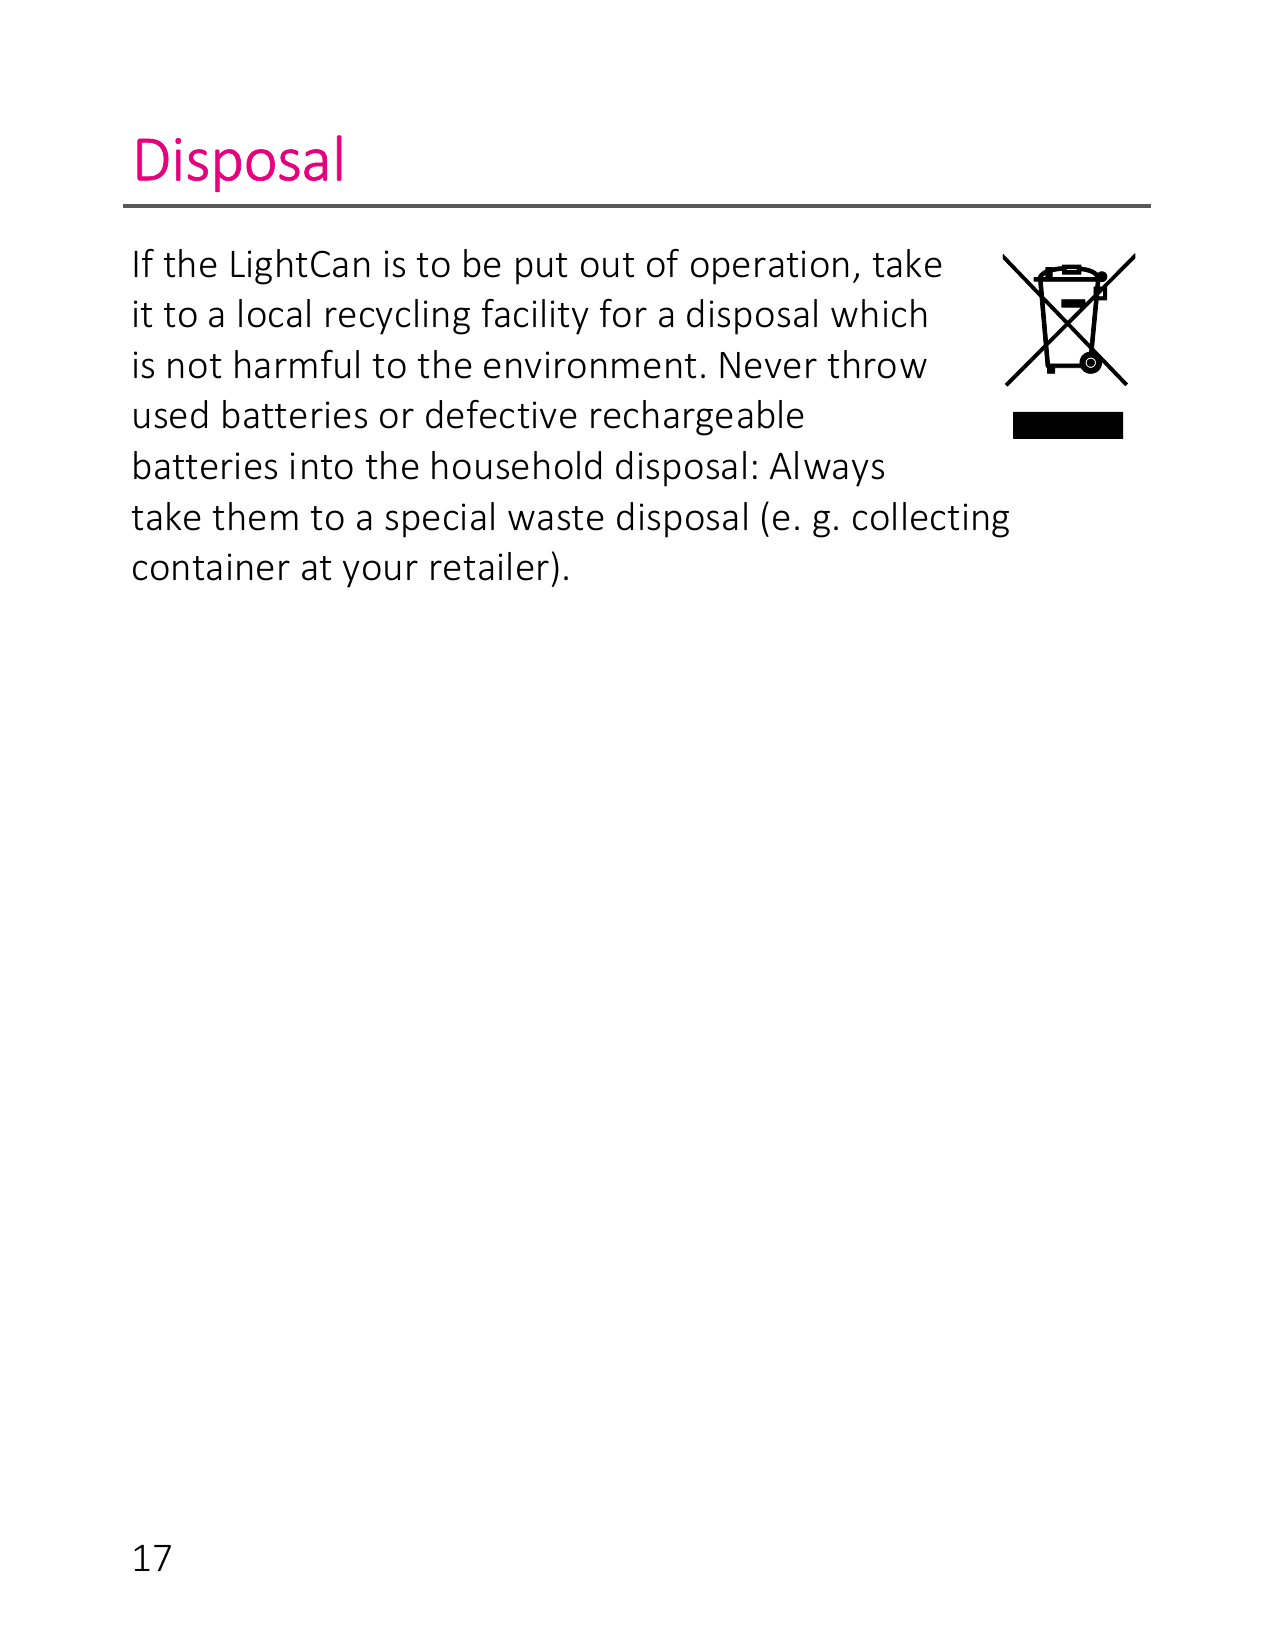 Disposal
If the LightCan is to be put out of operation, take
it to a local recycling facility for a disposal which
is not harmful to the environment. Never throw
used batteries or defective rechargeable
batteries into the household disposal: Always
take them to a special waste disposal (e. g. collecting
container at your retailer).
17